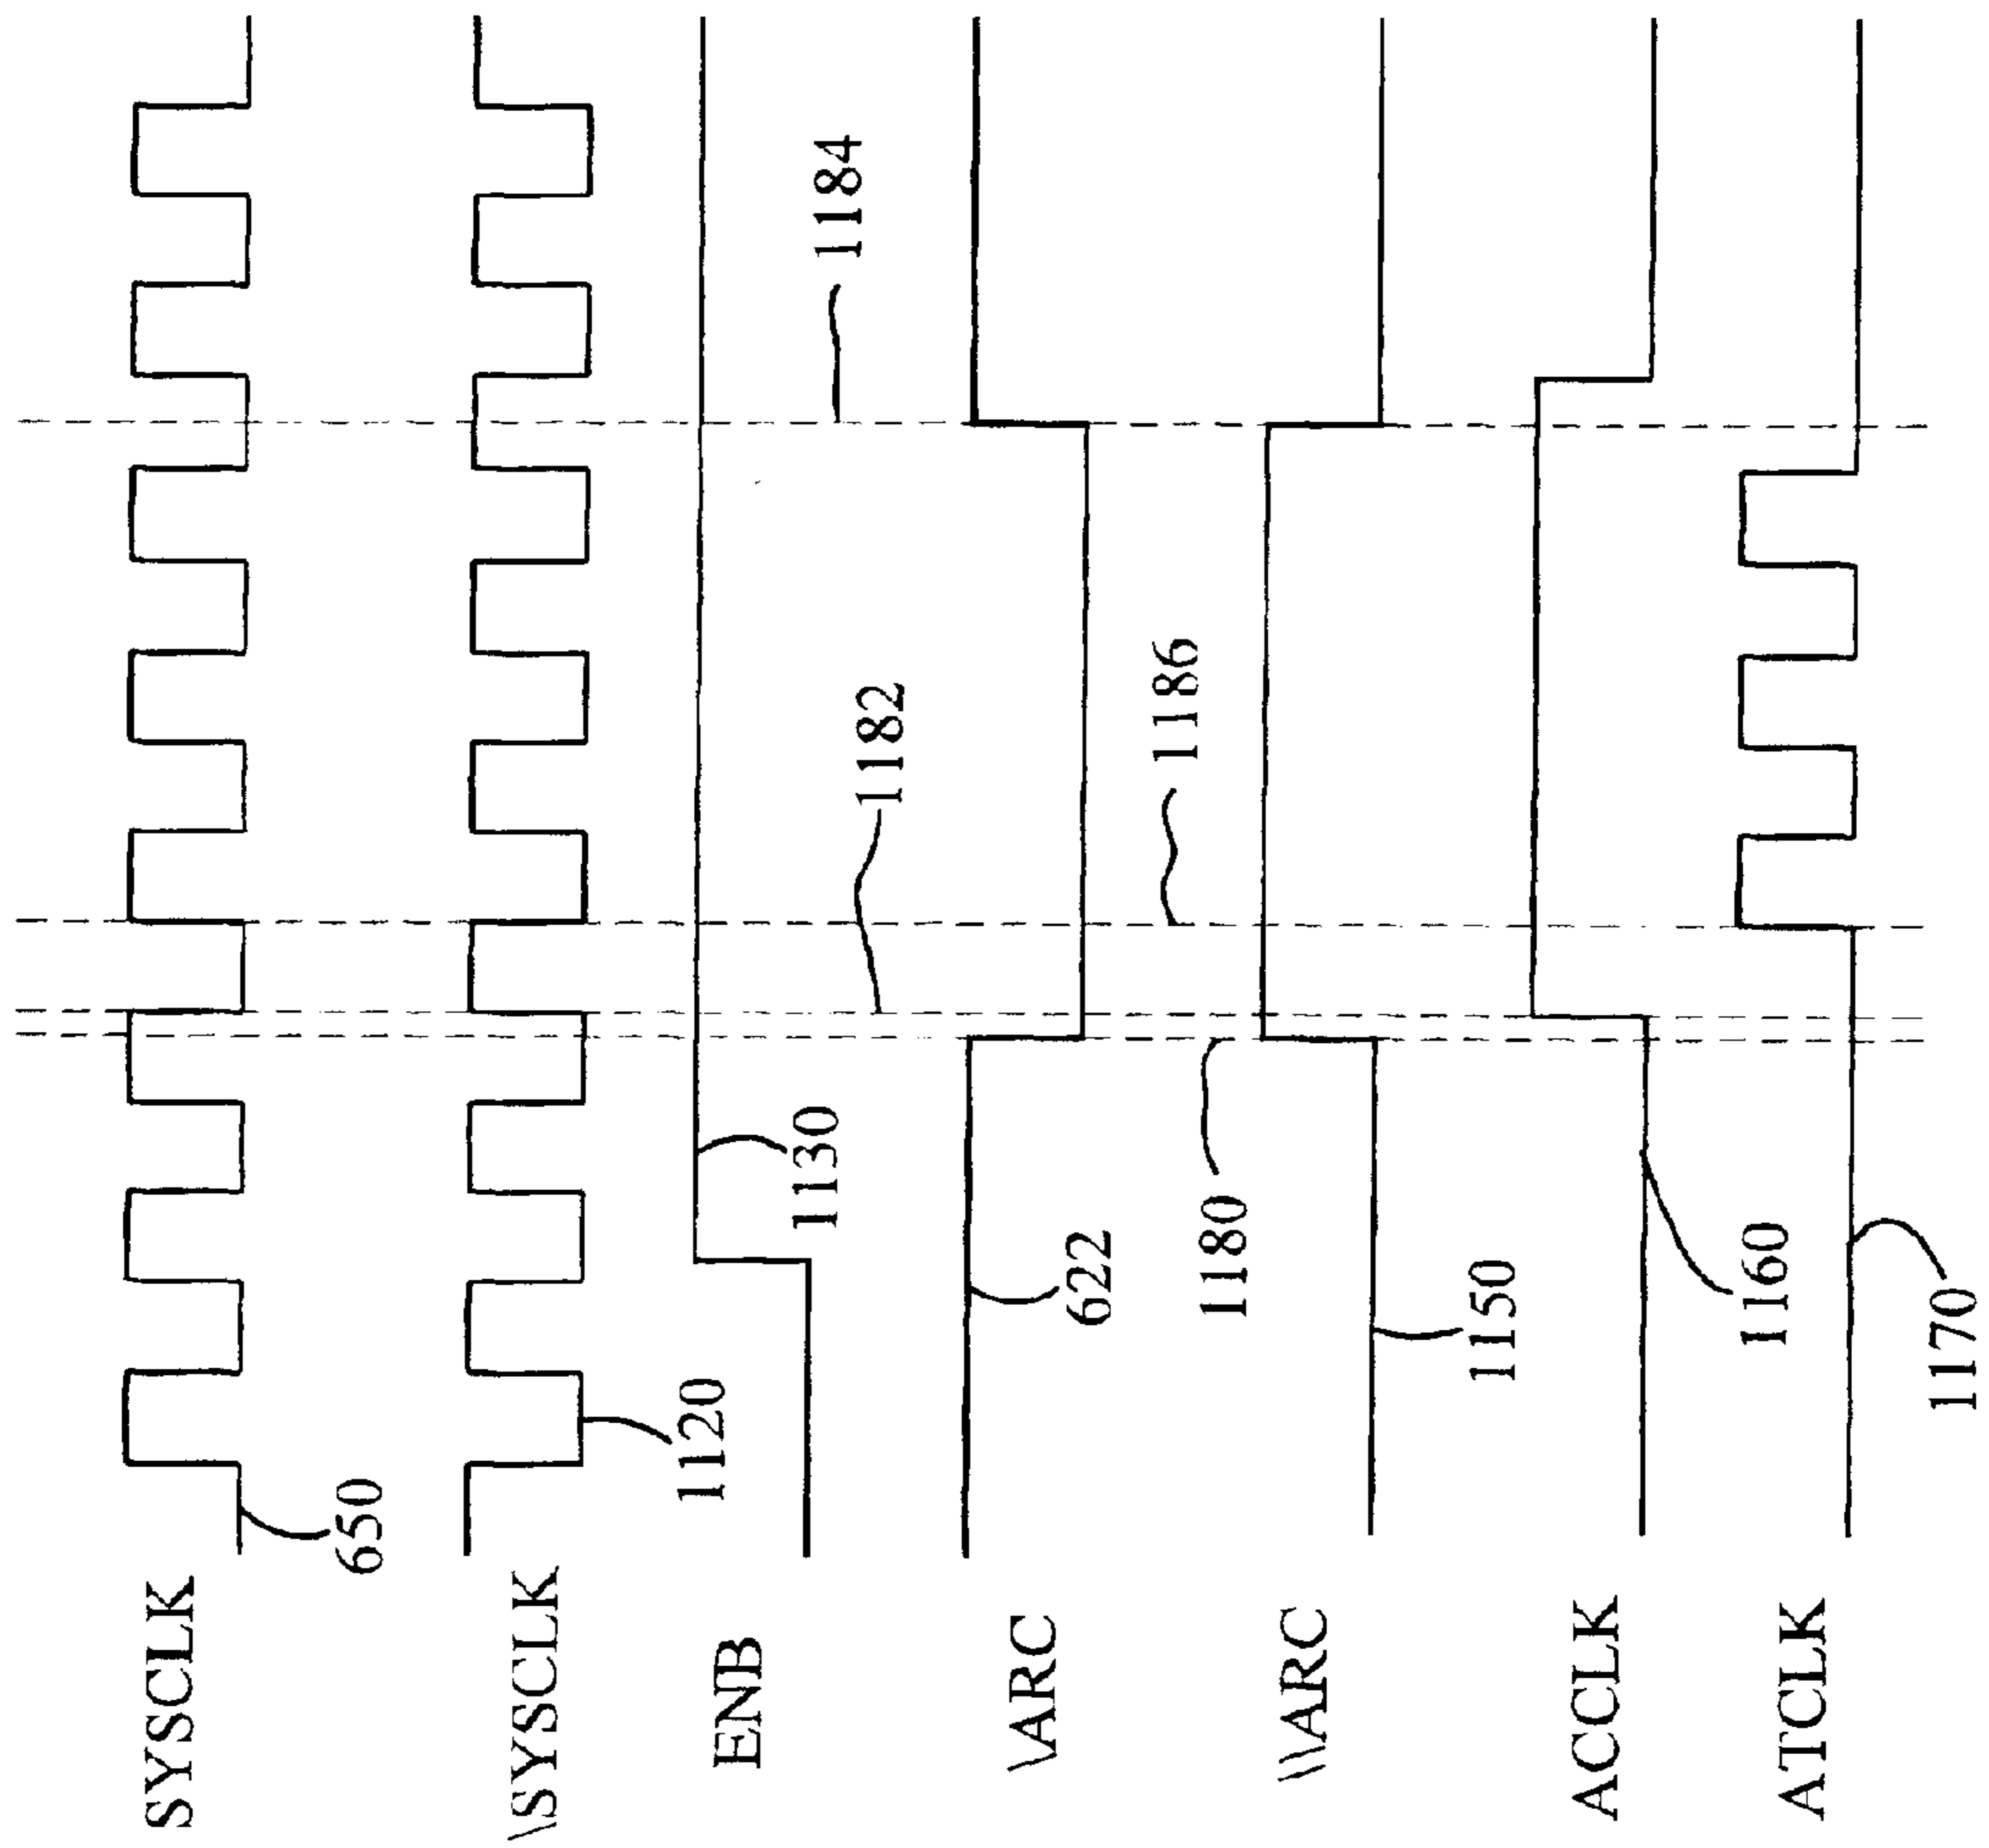 SYSCLK
650
\SYSCLK
1120
ENB
1130
1182
1184
\ARC
622
1180
1186
\\ARC
1150
ACCLK
1160
ATCLK
1170